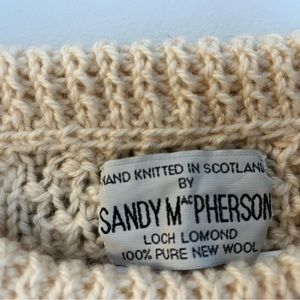 HAND KNITTED IN SCOTLAND
BY
SANDY MacPHERSON
LOCH LOMOND
100% PURE NEW WOOL